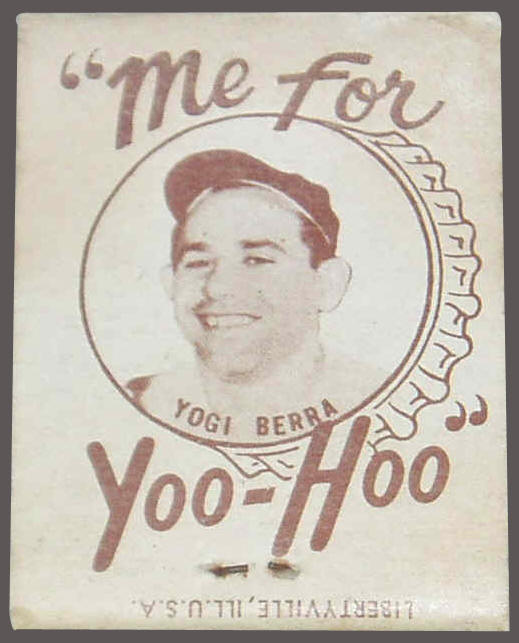 "Me For
YOGI BERRA
Yoo-Hoo"
LIBERTYVILLE, ILL. U.S.A.